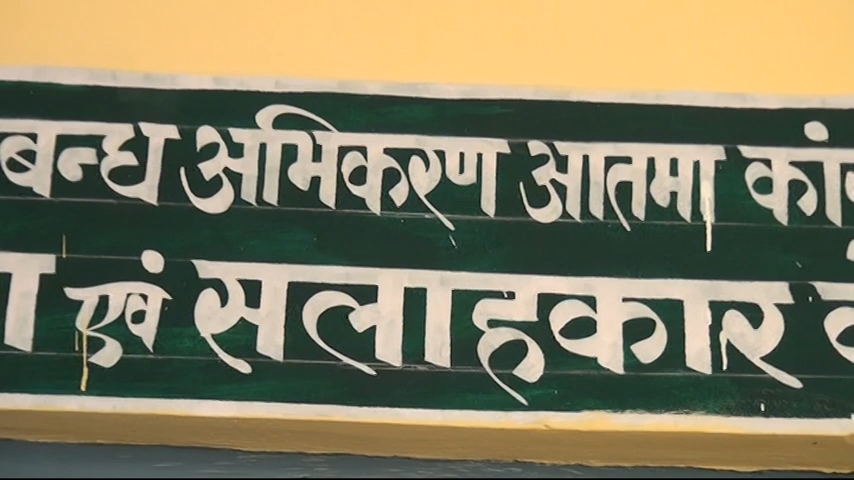 बन्ध अभिकरण आतमा कां
एवं सलाहकार